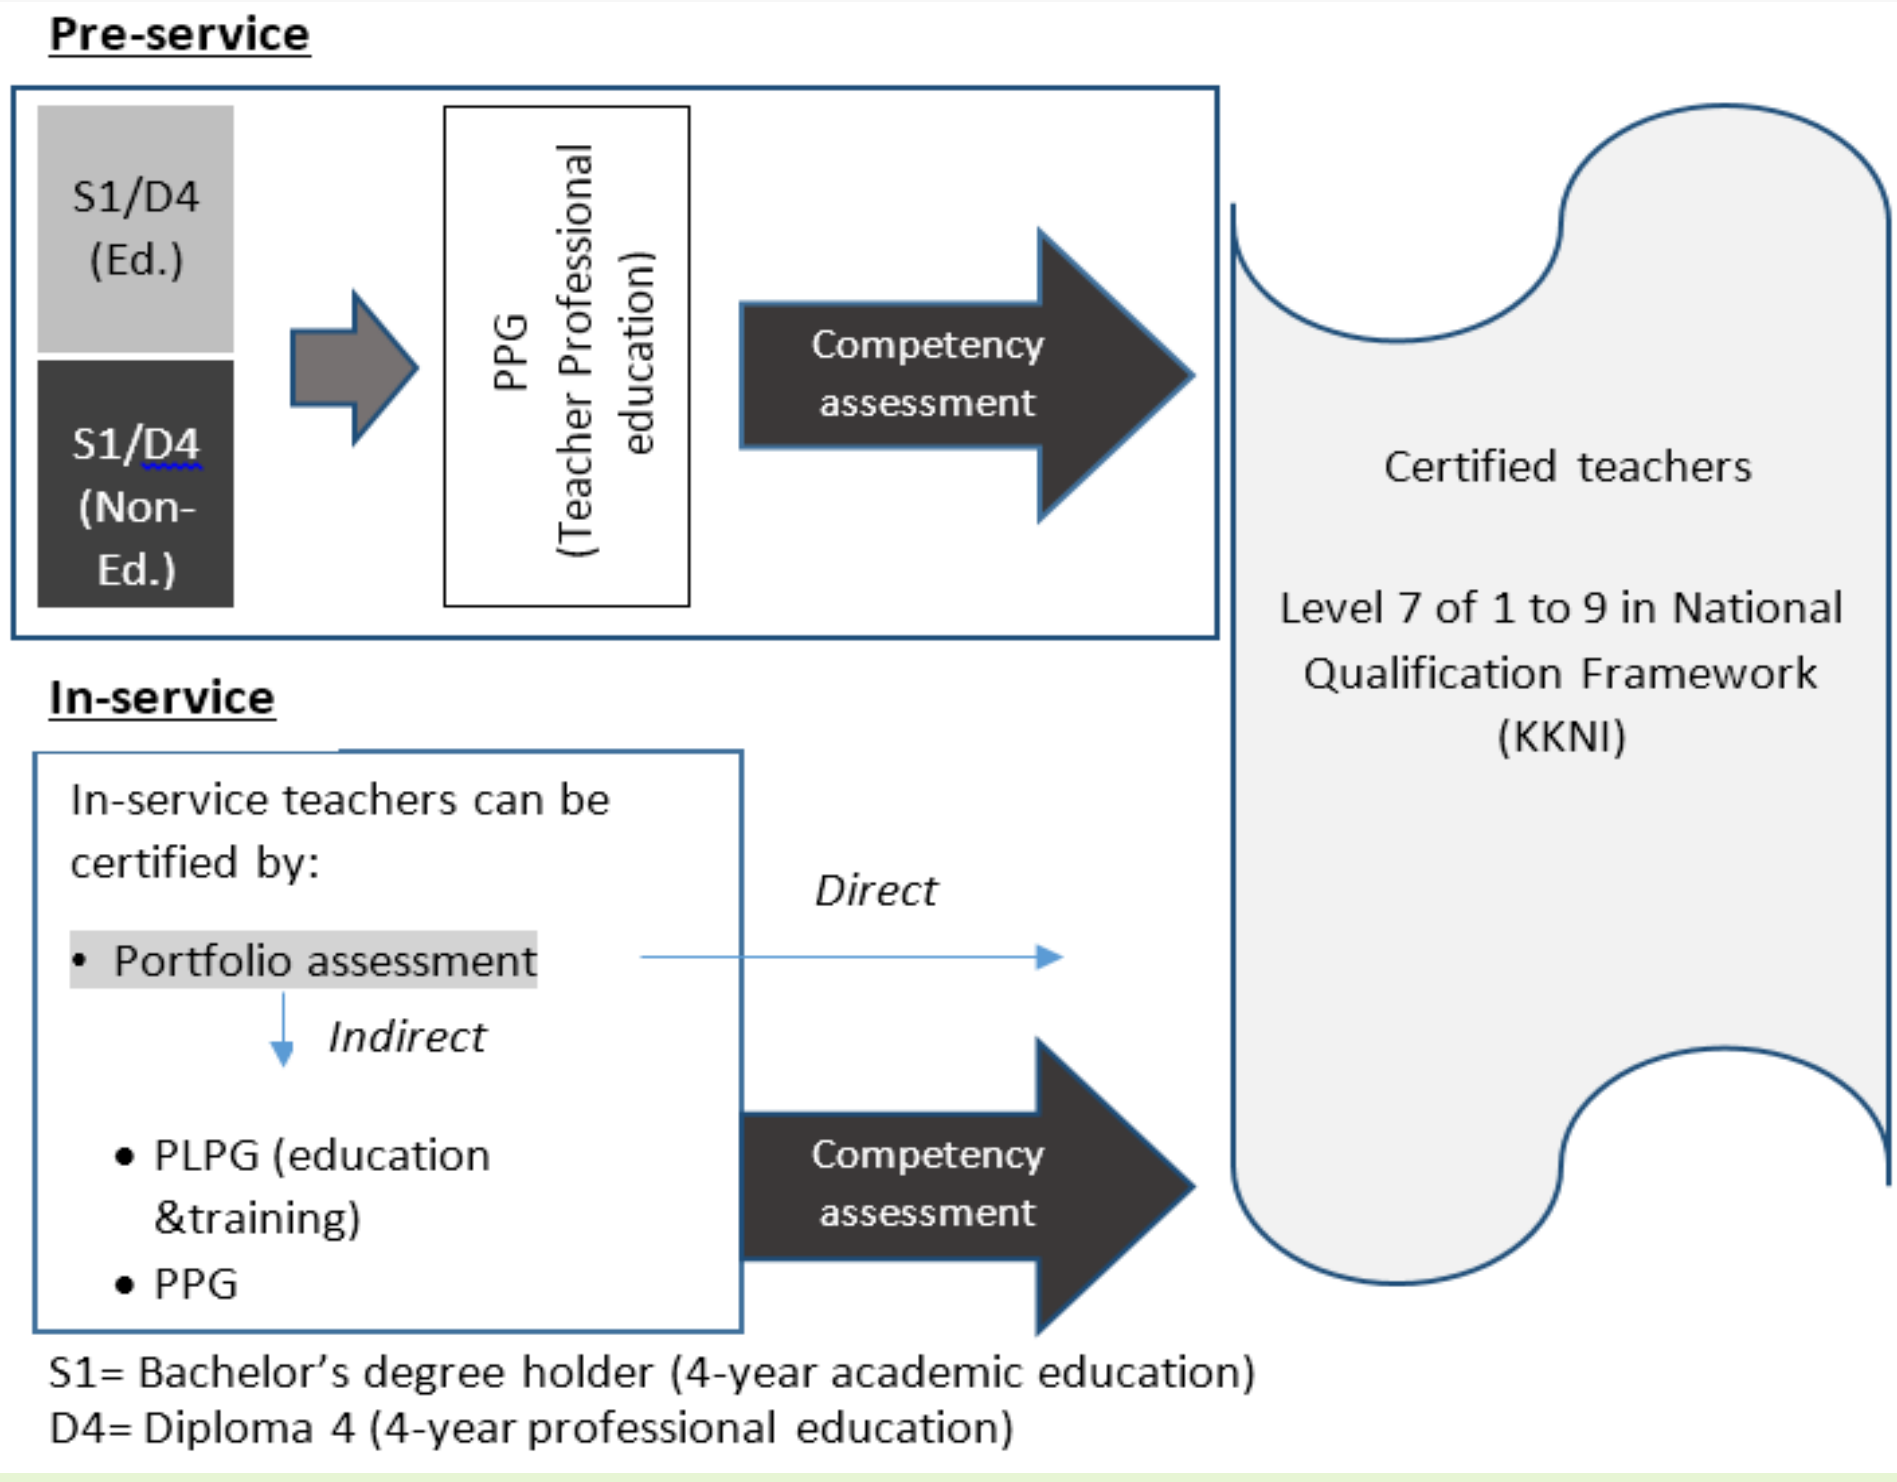 Pre-service
S1/D4
(Ed.)
S1/D4
(Non-
Ed.)
PPG
(Teacher Professional
education)
Competency
assessment
Certified teachers
Level 7 of 1 to 9 in National
Qualification Framework
(KKNI)
In-service
In-service teachers can be
certified by:
• Portfolio assessment
Direct
Indirect
• PLPG (education
&training)
• PPG
Competency
assessment
S1= Bachelor’s degree holder (4-year academic education)
D4= Diploma 4 (4-year professional education)